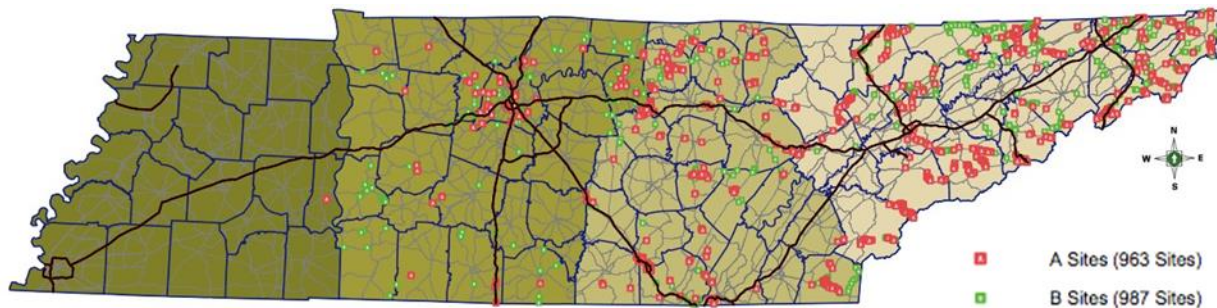 N
W E
S
A Sites (963 Sites)
B Sites (987 Sites)